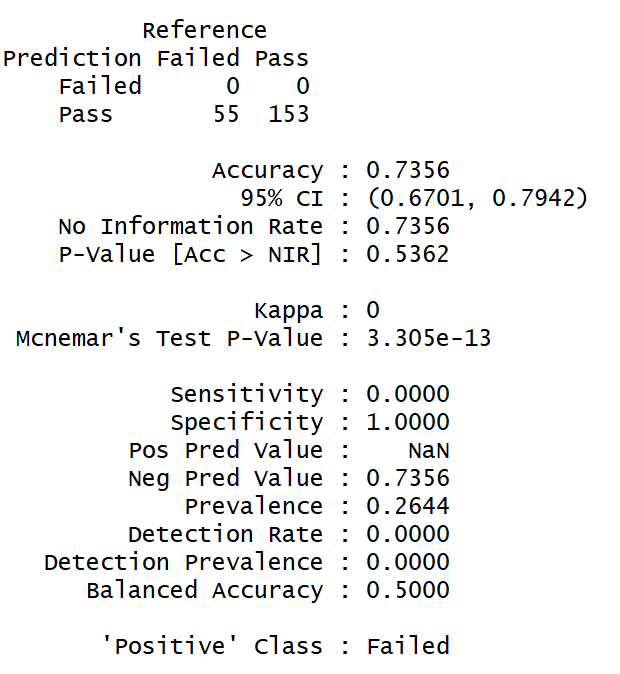 Reference
Prediction Failed Pass
Failed 0 0
Pass 55 153
Accuracy : 0.7356
95% CI : (0.6701, 0.7942)
No Information Rate : 0.7356
P-Value [Acc > NIR] : 0.5362
Kappa : 0
Mcnemar's Test P-Value : 3.305e-13
Sensitivity : 0.0000
Specificity : 1.0000
Pos Pred Value : NaN
Neg Pred Value : 0.7356
Prevalence : 0.2644
Detection Rate : 0.0000
Detection Prevalence : 0.0000
Balanced Accuracy : 0.5000
'Positive' Class : Failed